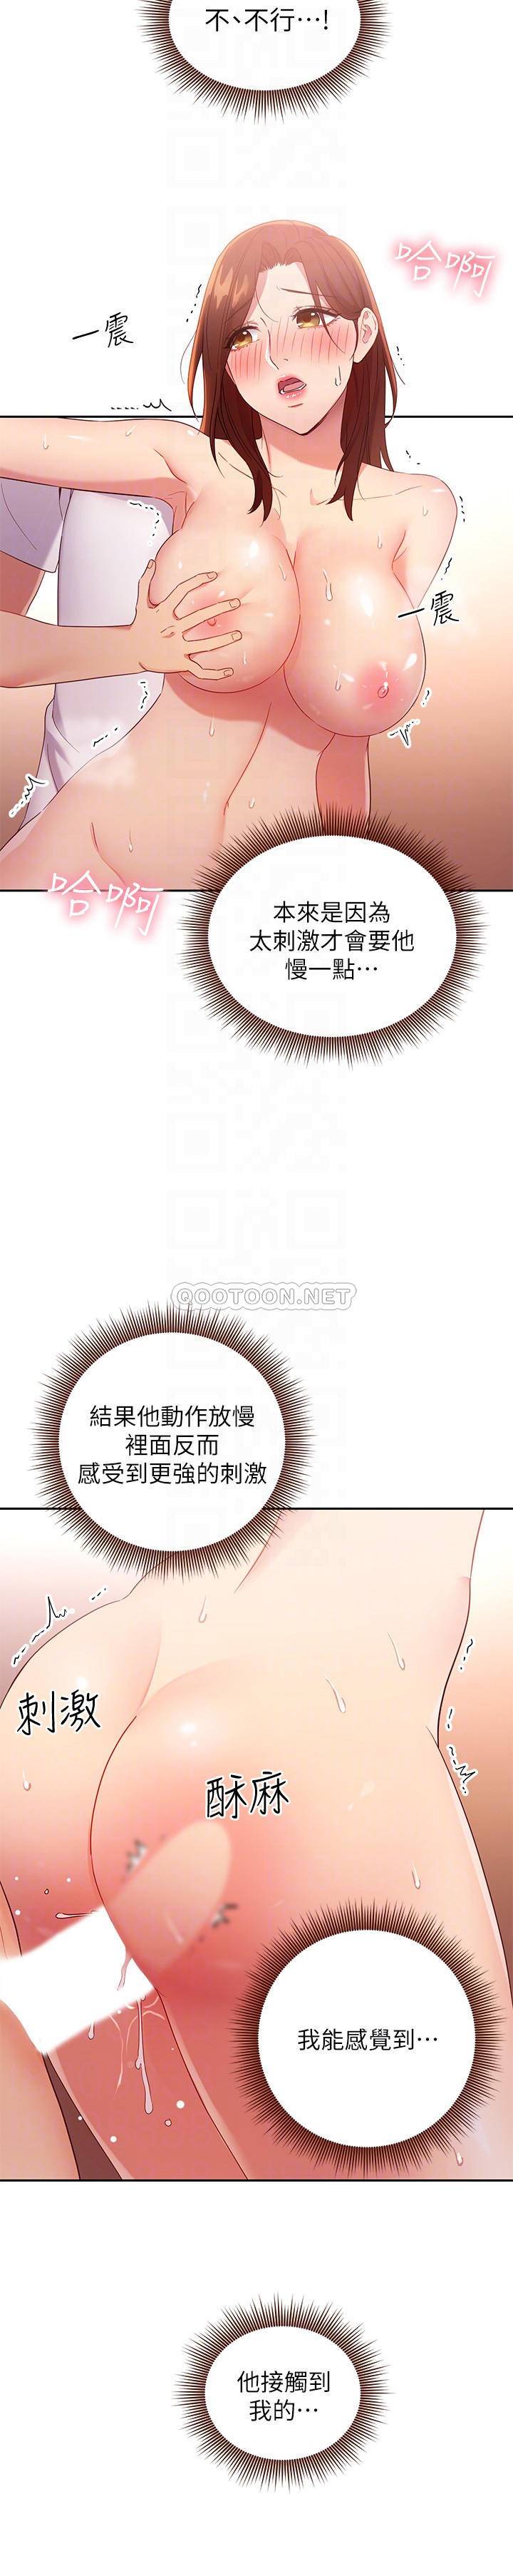 不、不行…!
哈啊
一震
一震
哈啊
本來是因為
太刺激才會要他
慢一點…
QOOTOON.NET
結果他動作放慢
裡面反而
感受到更強的刺激
刺激
酥麻
我能感覺到…
他接觸到
我的…